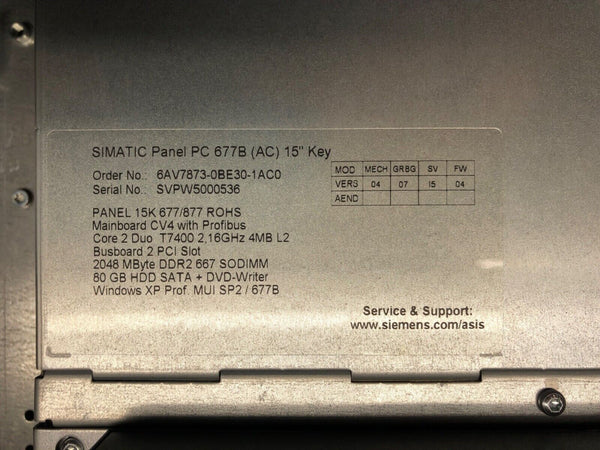 SIMATIC Panel PC 677B (AC) 15" Key
Order No.: 6AV7873-0BE30-1AC0
Serial No.: SVPW5000536
MOD MECH GRBG SV FW
VERS 04 07 15 04
AEND
PANEL 15K 677/877 ROHS
Mainboard CV4 with Profibus
Core 2 Duo T7400 2,16GHz 4MB L2
Busboard 2 PCI Slot
2048 MByte DDR2 667 SODIMM
80 GB HDD SATA + DVD-Writer
Windows XP Prof. MUI SP2 / 677B
Service & Support:
www.siemens.com/asis